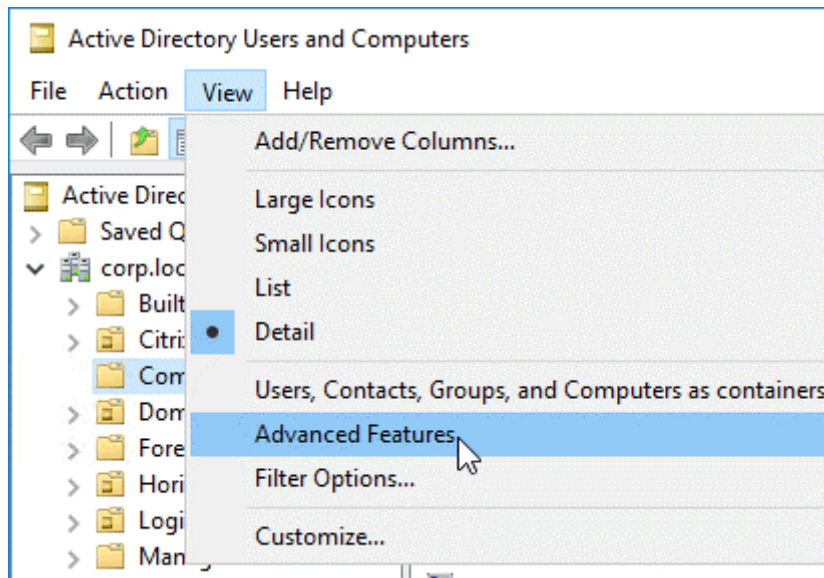 Active Directory Users and Computers
File Action View Help
Add/Remove Columns...
Active Direc
Large Icons
Saved Q
Small Icons
corp.loc
List
Built
Detail
Citri
Com
Users, Contacts, Groups, and Computers as containers
Dom
Advanced Features
Fore
Filter Options...
Hori
Logi
Customize...
Manag